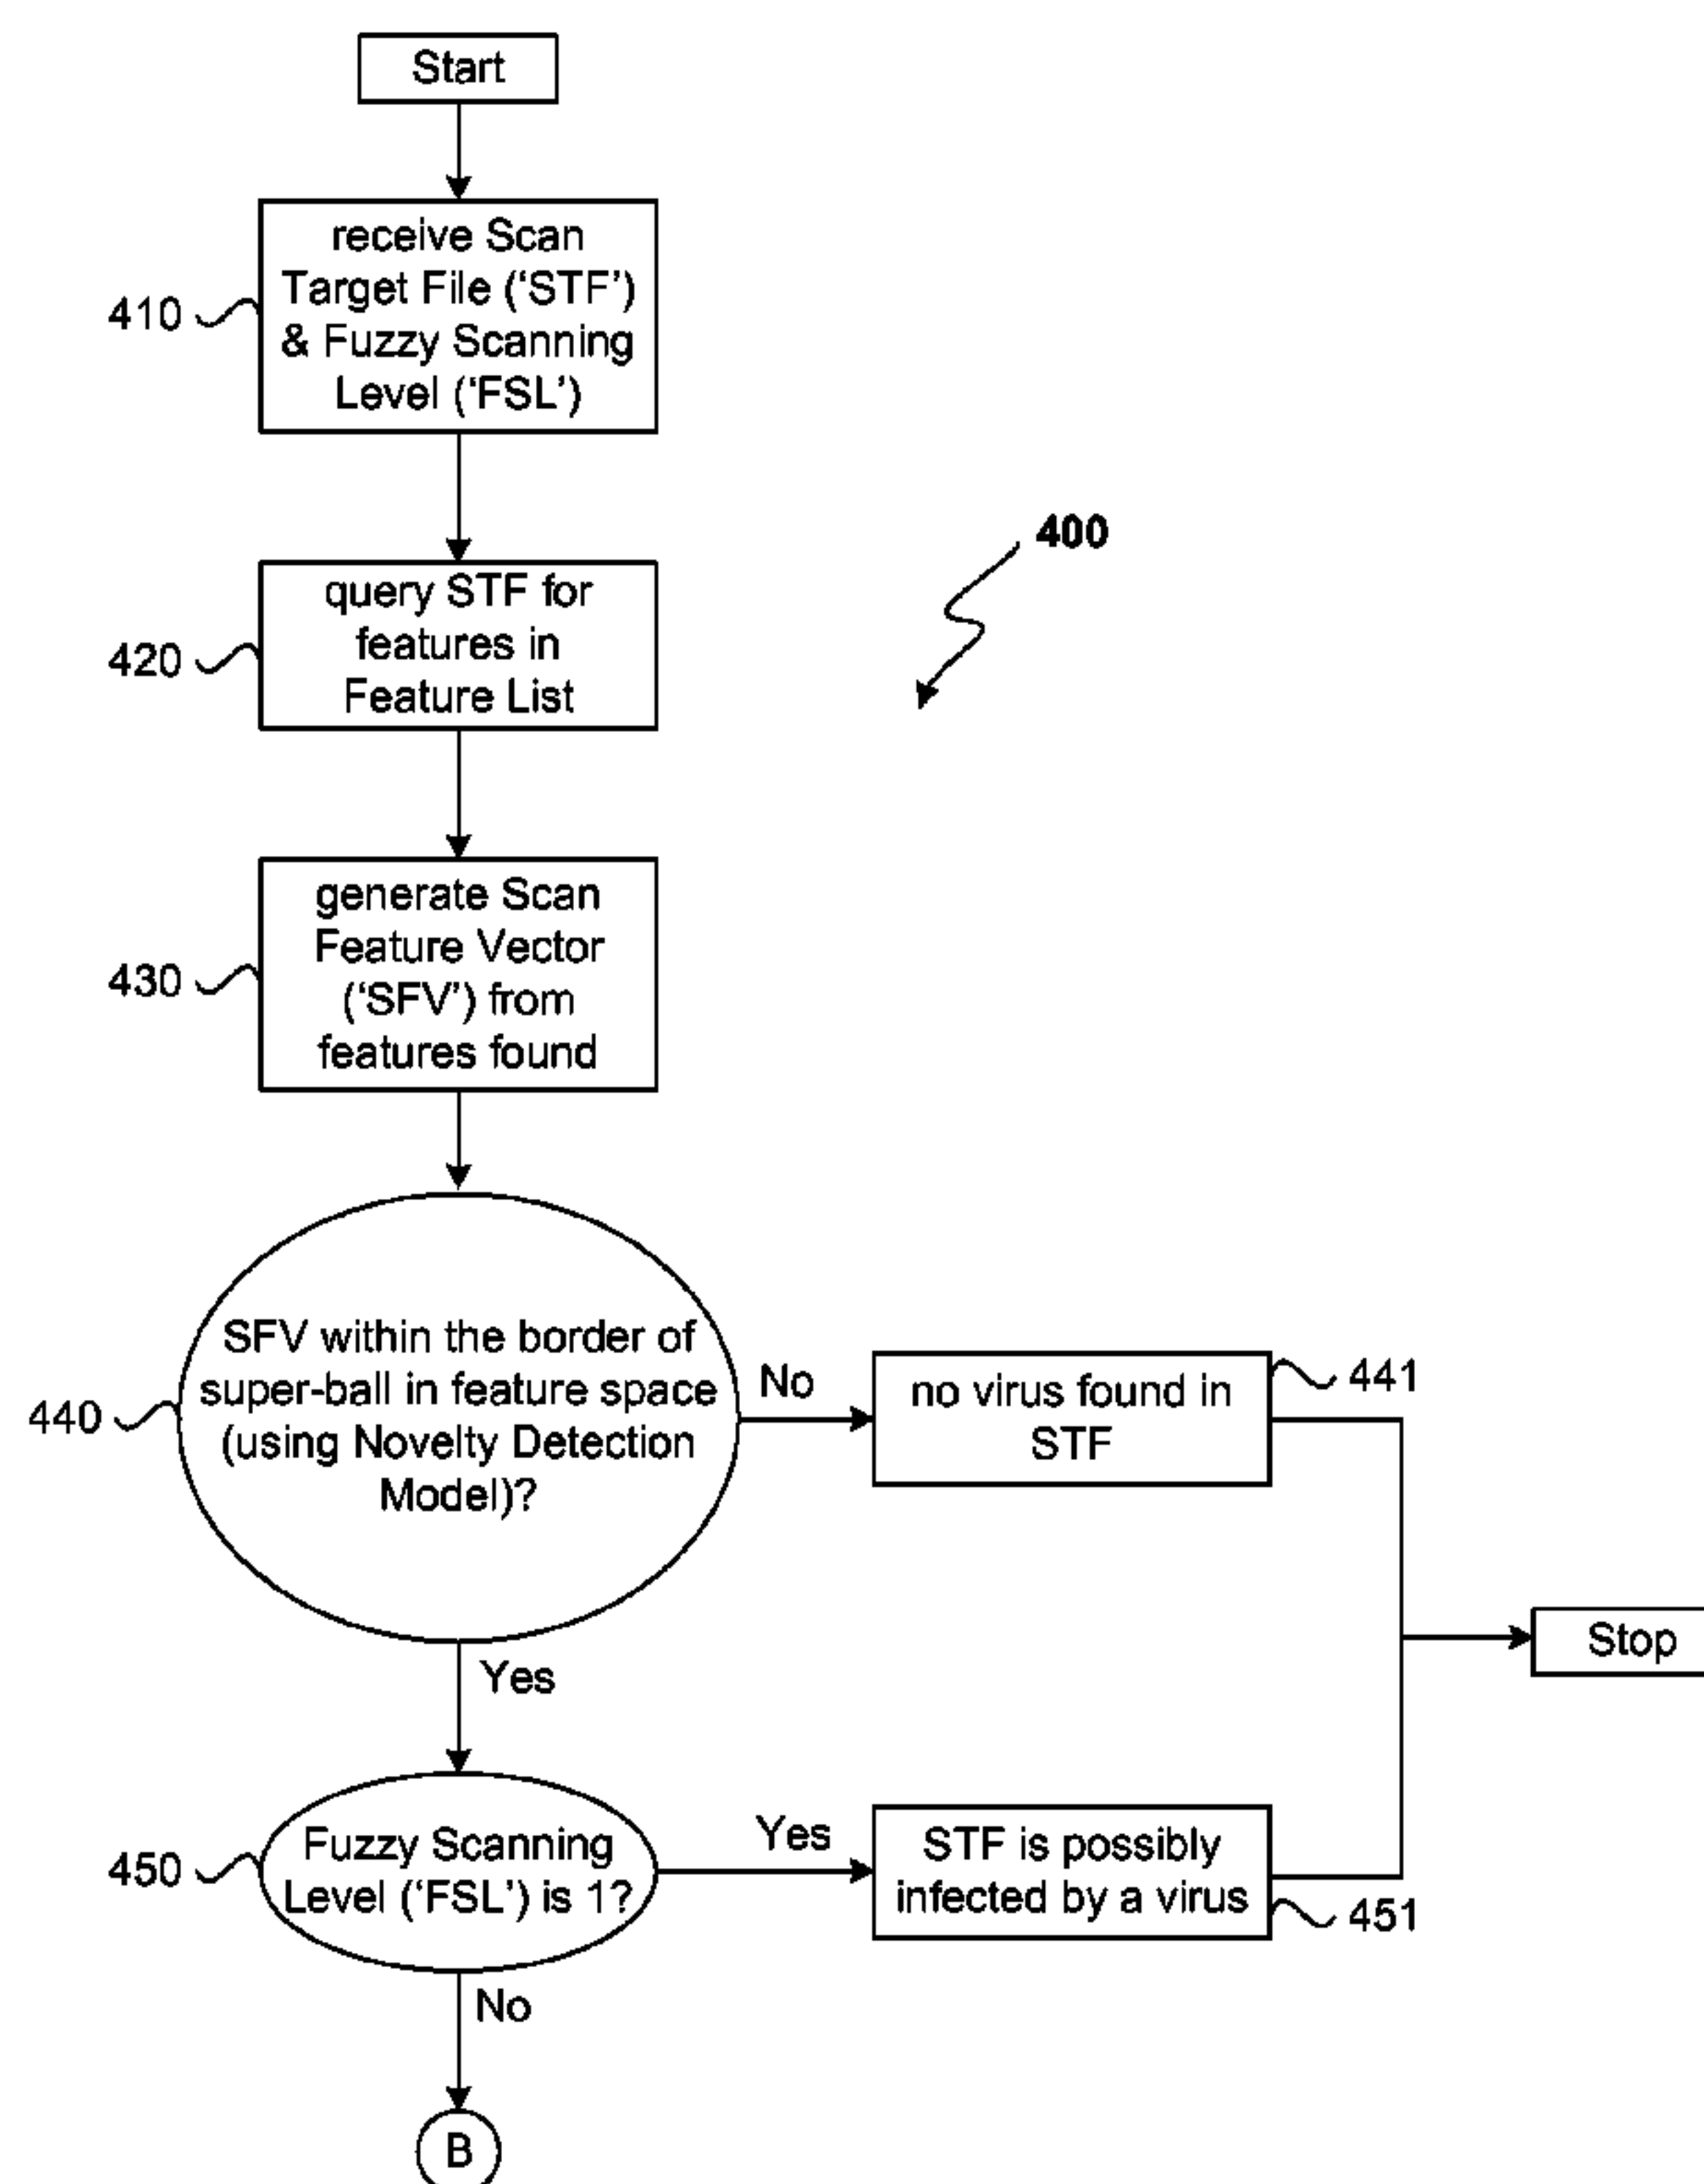 Start
receive Scan
Target File (‘STF’)
& Fuzzy Scanning
Level (‘FSL’)
410
400
query STF for
features in
Feature List
420
generate Scan
Feature Vector
(‘SFV’) from
features found
430
SFV within the border of
super-ball in feature space
(using Novelty Detection
Model)?
440
No
no virus found in
STF
441
Stop
Yes
Fuzzy Scanning
Level (‘FSL’) is 1?
450
Yes
STF is possibly
infected by a virus
451
No
B